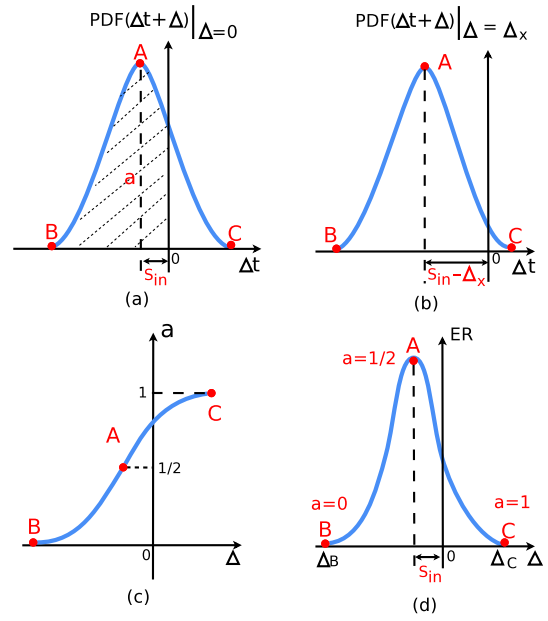 PDF(Δt+Δ)|Δ=0
A
a
B
C
0
Δt
Sin
(a)
PDF(Δt+Δ)|Δ = Δx
A
B
C
0
Δt
Sin-Δx
(b)
a
1
C
A
1/2
B
0
Δ
(c)
ER
A
a=1/2
a=0
a=1
B
C
ΔB
0
ΔC
Δ
Sin
(d)